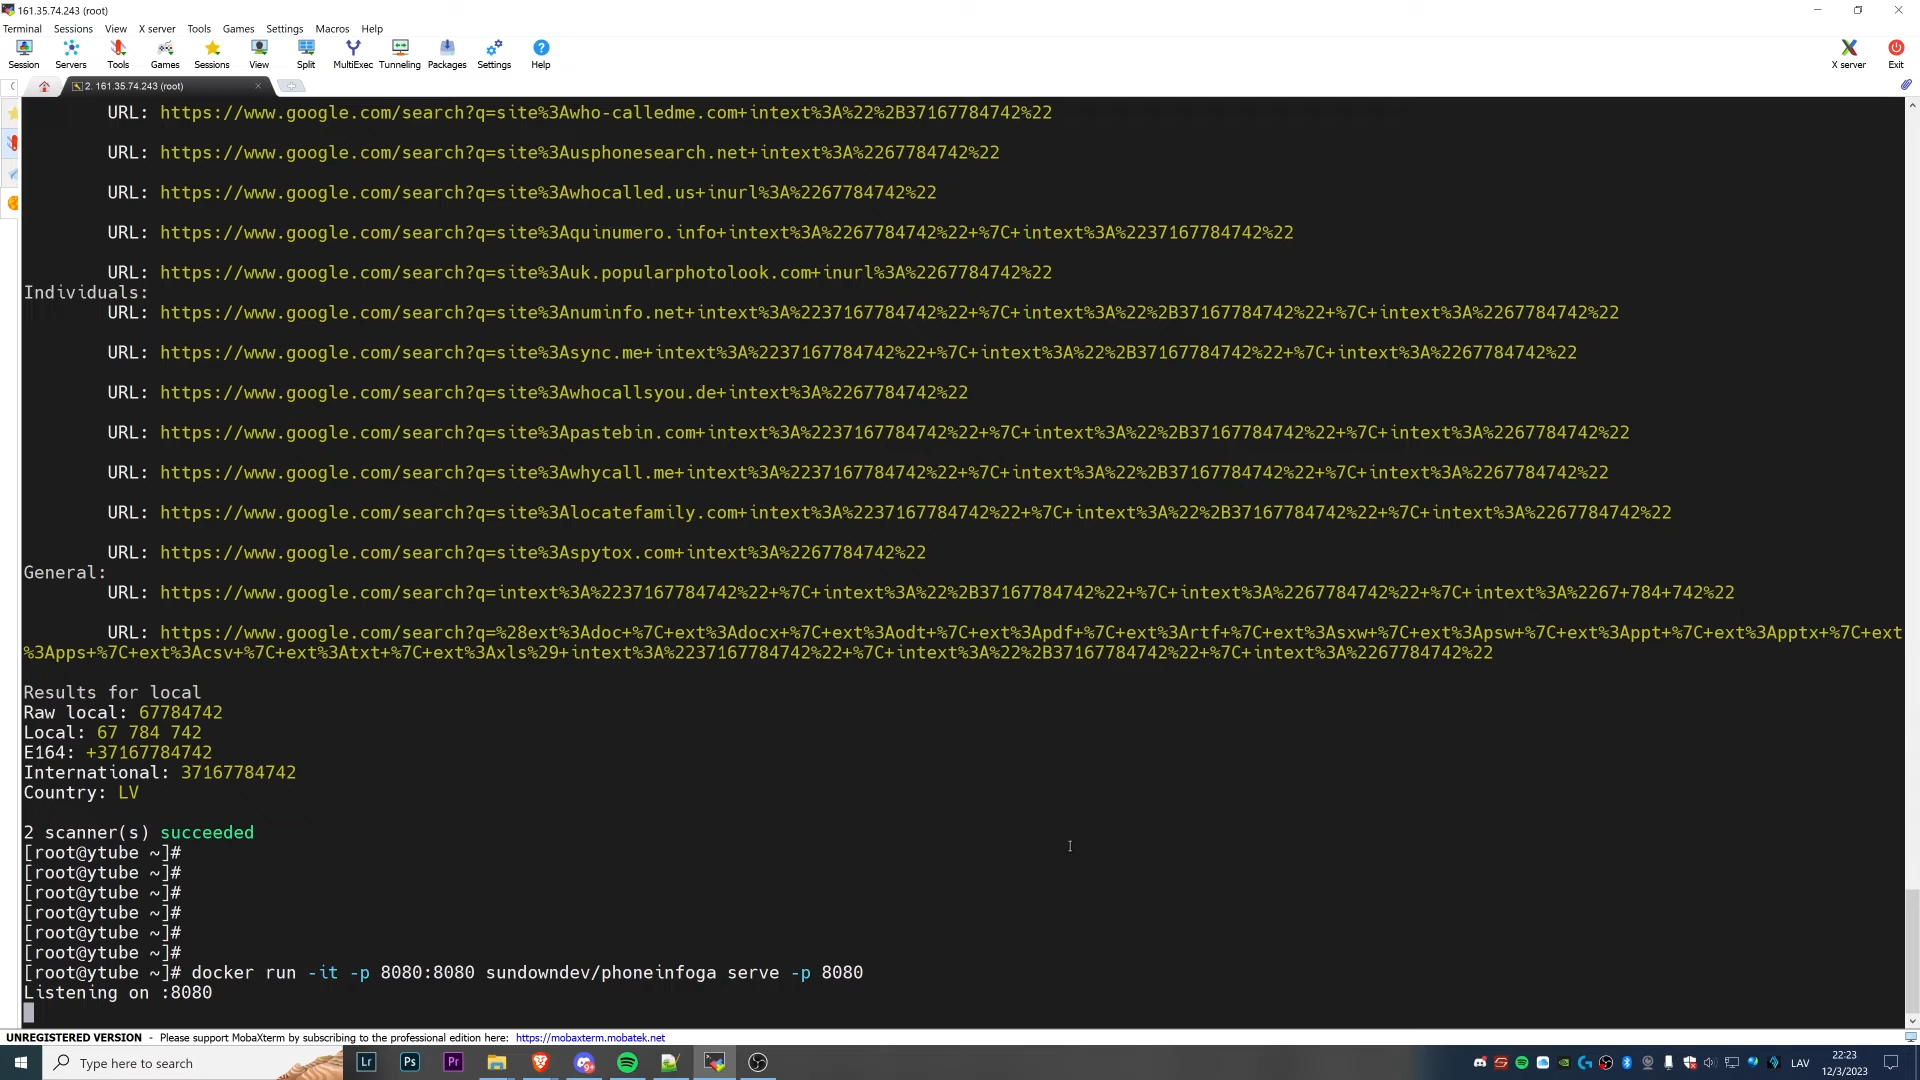 161.35.74.243 (root)
Terminal Sessions View X server Tools Games Settings Macros Help
Session Servers Tools Games Sessions View Split MultiExec Tunneling Packages Settings Help X server Exit
2. 161.35.74.243 (root)
URL: https://www.google.com/search?q=site%3Awho-calledme.com+intext%3A%22%2B37167784742%22
URL: https://www.google.com/search?q=site%3Ausphonesearch.net+intext%3A%2267784742%22
URL: https://www.google.com/search?q=site%3Awhocalled.us+inurl%3A%2267784742%22
URL: https://www.google.com/search?q=site%3Aquinumero.info+intext%3A%2267784742%22+%7C+intext%3A%2237167784742%22
URL: https://www.google.com/search?q=site%3Auk.popularphotolook.com+inurl%3A%2267784742%22
Individuals:
URL: https://www.google.com/search?q=site%3Anuminfo.net+intext%3A%2237167784742%22+%7C+intext%3A%22%2B37167784742%22+%7C+intext%3A%2267784742%22
URL: https://www.google.com/search?q=site%3Async.me+intext%3A%2237167784742%22+%7C+intext%3A%22%2B37167784742%22+%7C+intext%3A%2267784742%22
URL: https://www.google.com/search?q=site%3Awhocallsyou.de+intext%3A%2267784742%22
URL: https://www.google.com/search?q=site%3Apastebin.com+intext%3A%2237167784742%22+%7C+intext%3A%22%2B37167784742%22+%7C+intext%3A%2267784742%22
URL: https://www.google.com/search?q=site%3Awhycall.me+intext%3A%2237167784742%22+%7C+intext%3A%22%2B37167784742%22+%7C+intext%3A%2267784742%22
URL: https://www.google.com/search?q=site%3Alocatefamily.com+intext%3A%2237167784742%22+%7C+intext%3A%22%2B37167784742%22+%7C+intext%3A%2267784742%22
URL: https://www.google.com/search?q=site%3Aspytox.com+intext%3A%2267784742%22
General:
URL: https://www.google.com/search?q=intext%3A%2237167784742%22+%7C+intext%3A%22%2B37167784742%22+%7C+intext%3A%2267784742%22+%7C+intext%3A%2267+784+742%22
URL: https://www.google.com/search?q=%28ext%3Adoc+%7C+ext%3Adocx+%7C+ext%3Aodt+%7C+ext%3Apdf+%7C+ext%3Artf+%7C+ext%3Asxw+%7C+ext%3Apsw+%7C+ext%3Appt+%7C+ext%3Apptx+%7C+ext
%3Apps+%7C+ext%3Acsv+%7C+ext%3Atxt+%7C+ext%3Axls%29+intext%3A%2237167784742%22+%7C+intext%3A%22%2B37167784742%22+%7C+intext%3A%2267784742%22
Results for local
Raw local: 67784742
Local: 67 784 742
E164: +37167784742
International: 37167784742
Country: LV
2 scanner(s) succeeded
[root@ytube ~]#
[root@ytube ~]#
[root@ytube ~]#
[root@ytube ~]#
[root@ytube ~]#
[root@ytube ~]#
[root@ytube ~]# docker run -it -p 8080:8080 sundowndev/phoneinfoga serve -p 8080
Listening on :8080
UNREGISTERED VERSION - Please support MobaXterm by subscribing to the professional edition here: https://mobaxterm.mobatek.net
Type here to search Lr Ps Pr LAV 22:23
12/3/2023